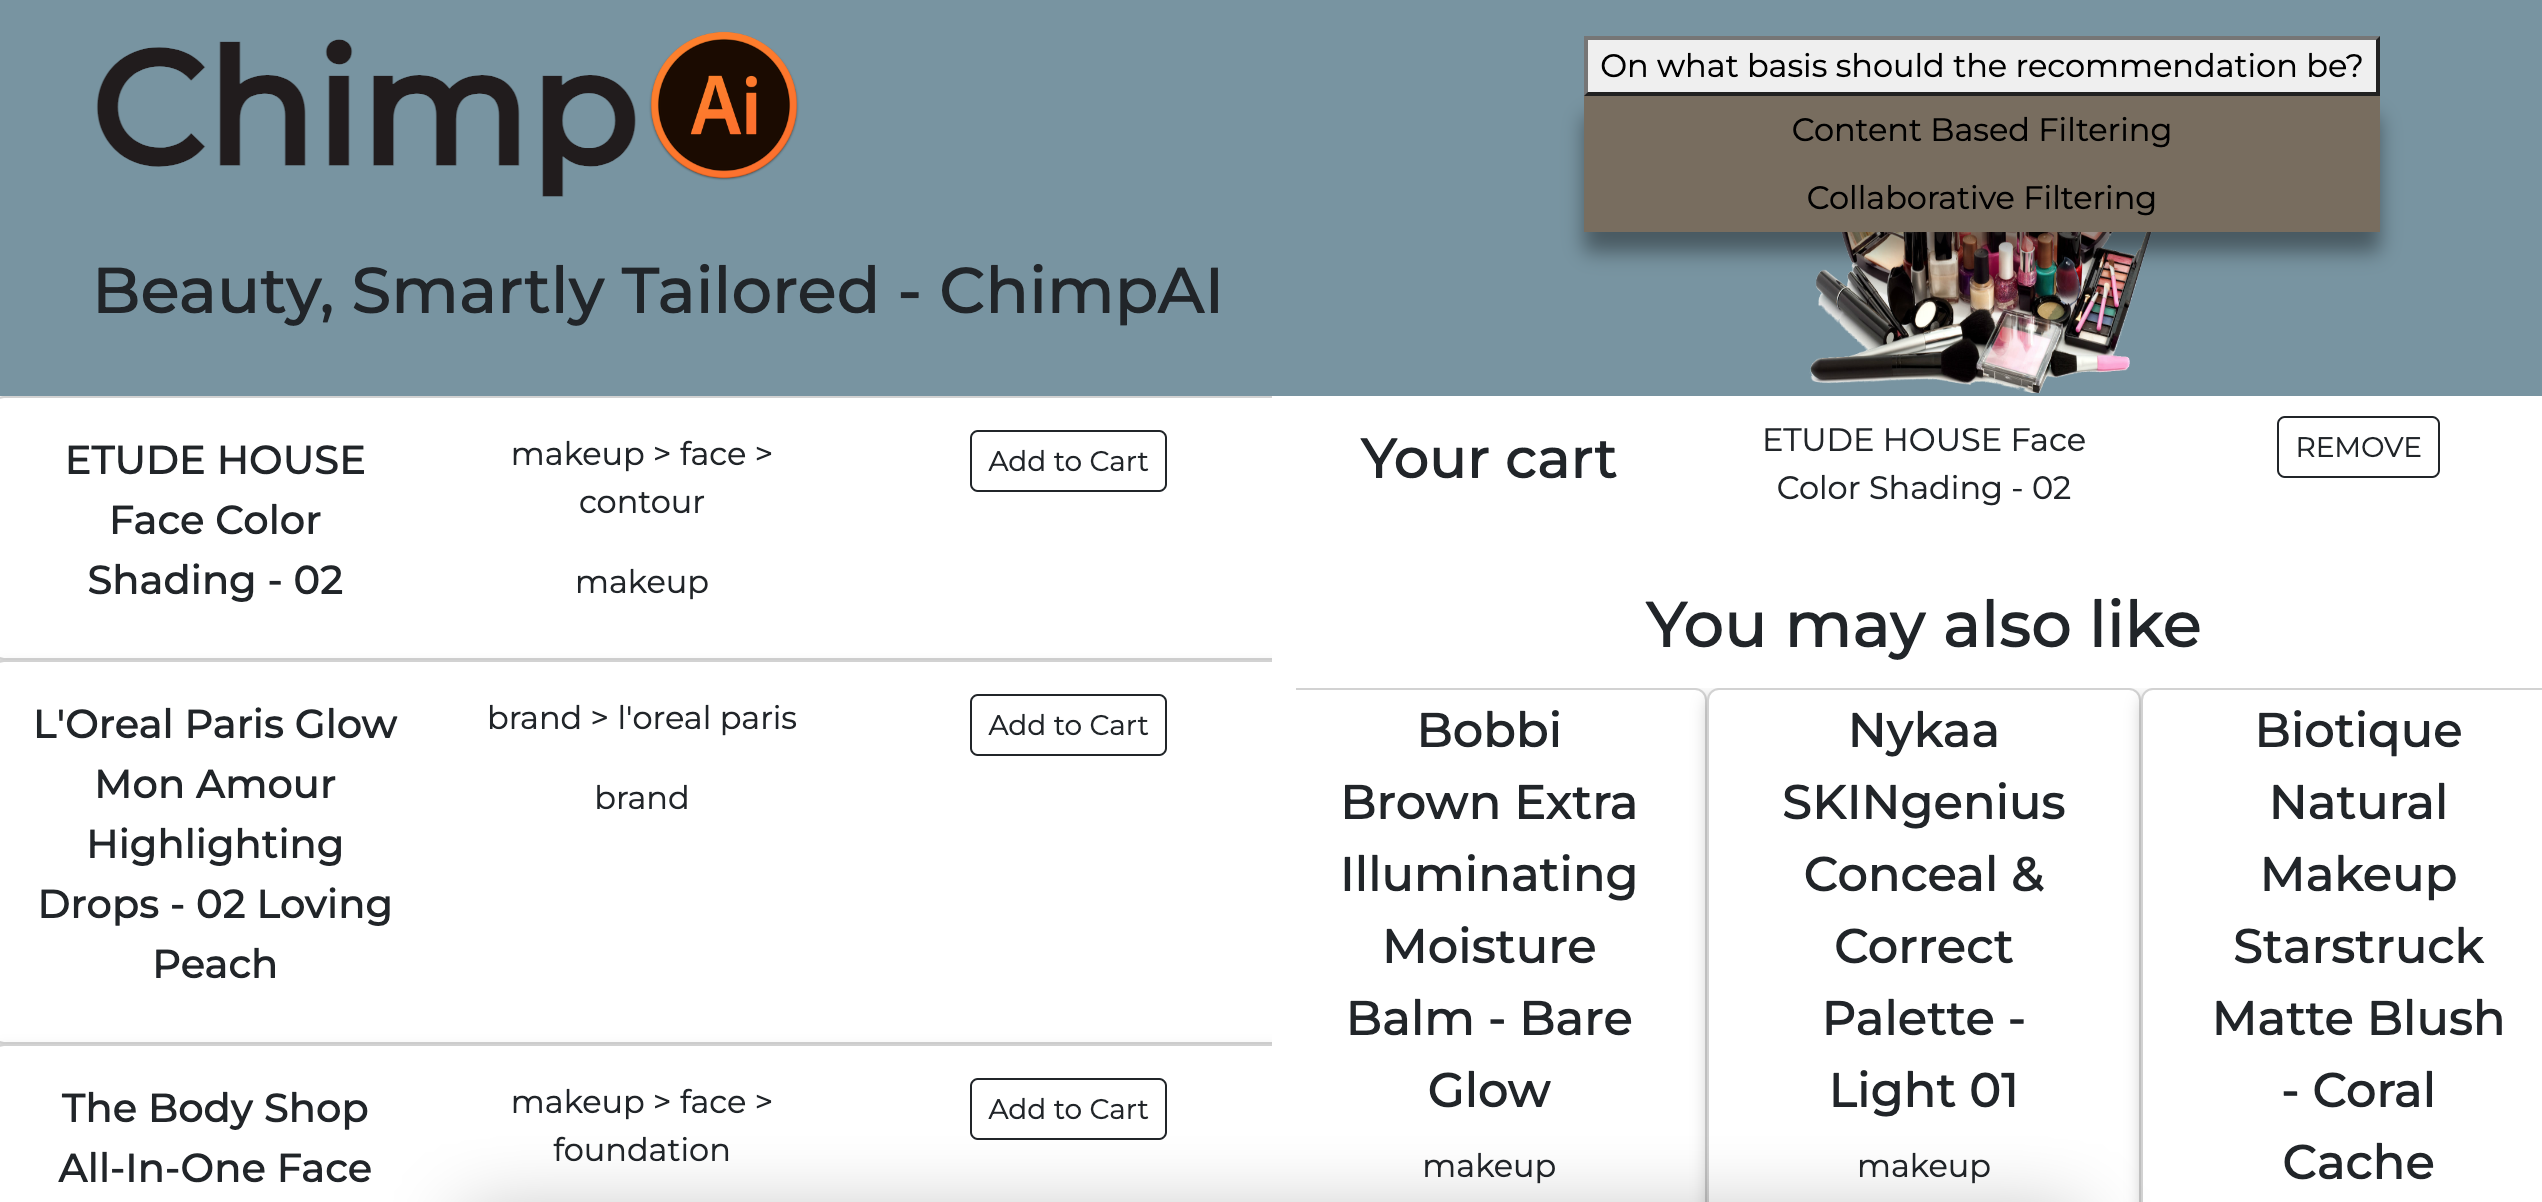 Chimp Ai
Beauty, Smartly Tailored - ChimpAI
On what basis should the recommendation be?
Content Based Filtering
Collaborative Filtering
ETUDE HOUSE
Face Color
Shading - 02
makeup > face >
contour
makeup
Add to Cart
L'Oreal Paris Glow
Mon Amour
Highlighting
Drops - 02 Loving
Peach
brand > l'oreal paris
brand
Add to Cart
The Body Shop
All-In-One Face
makeup > face >
foundation
Add to Cart
Your cart
ETUDE HOUSE Face
Color Shading - 02
REMOVE
You may also like
Bobbi
Brown Extra
Illuminating
Moisture
Balm - Bare
Glow
makeup
Nykaa
SKINgenius
Conceal &
Correct
Palette -
Light 01
makeup
Biotique
Natural
Makeup
Starstruck
Matte Blush
- Coral
Cache